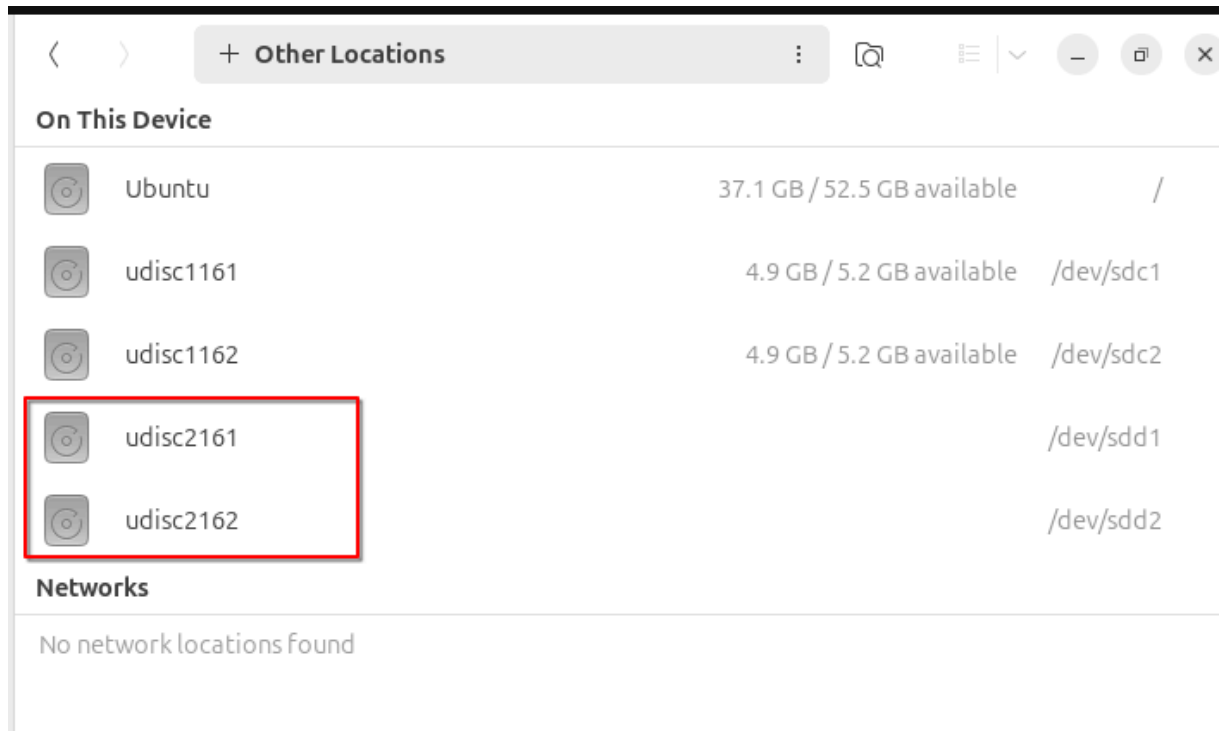 + Other Locations
On This Device
Ubuntu 37.1 GB / 52.5 GB available /
udisc1161 4.9 GB / 5.2 GB available /dev/sdc1
udisc1162 4.9 GB / 5.2 GB available /dev/sdc2
udisc2161 /dev/sdd1
udisc2162 /dev/sdd2
Networks
No network locations found